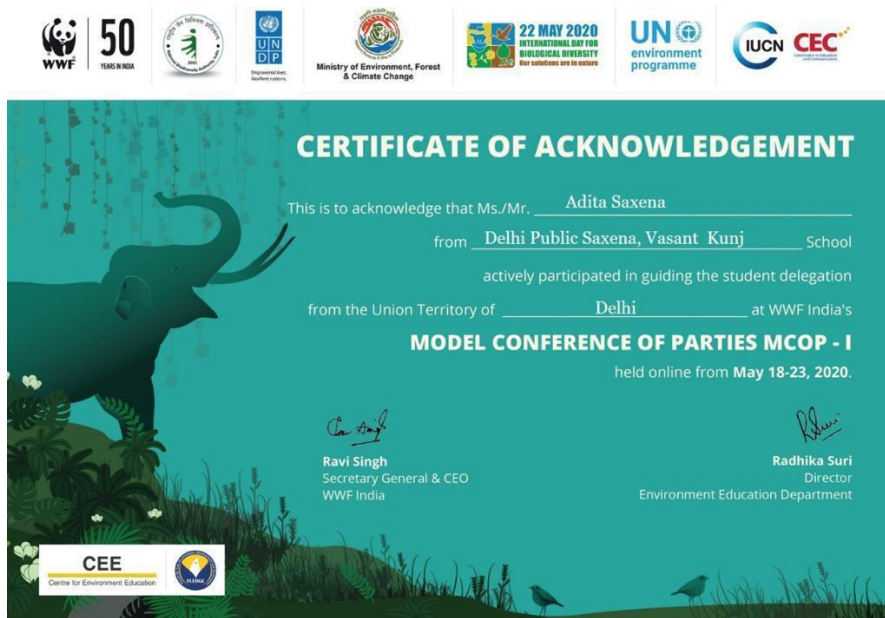 WWF
50
YEARS IN INDIA
U N
D P
Empowered lives.
Resilient nations.
Ministry of Environment, Forest
& Climate Change
22 MAY 2020
INTERNATIONAL DAY FOR
BIOLOGICAL DIVERSITY
Our solutions are in nature
UN
environment
programme
IUCN
CEC
CERTIFICATE OF ACKNOWLEDGEMENT
This is to acknowledge that Ms./Mr. Adita Saxena
from Delhi Public Saxena, Vasant Kunj School
actively participated in guiding the student delegation
from the Union Territory of Delhi at WWF India's
MODEL CONFERENCE OF PARTIES MCOP - I
held online from May 18-23, 2020.
Ravi Singh
Secretary General & CEO
WWF India
Radhika Suri
Director
Environment Education Department
CEE
Centre for Environment Education
PLEDGE